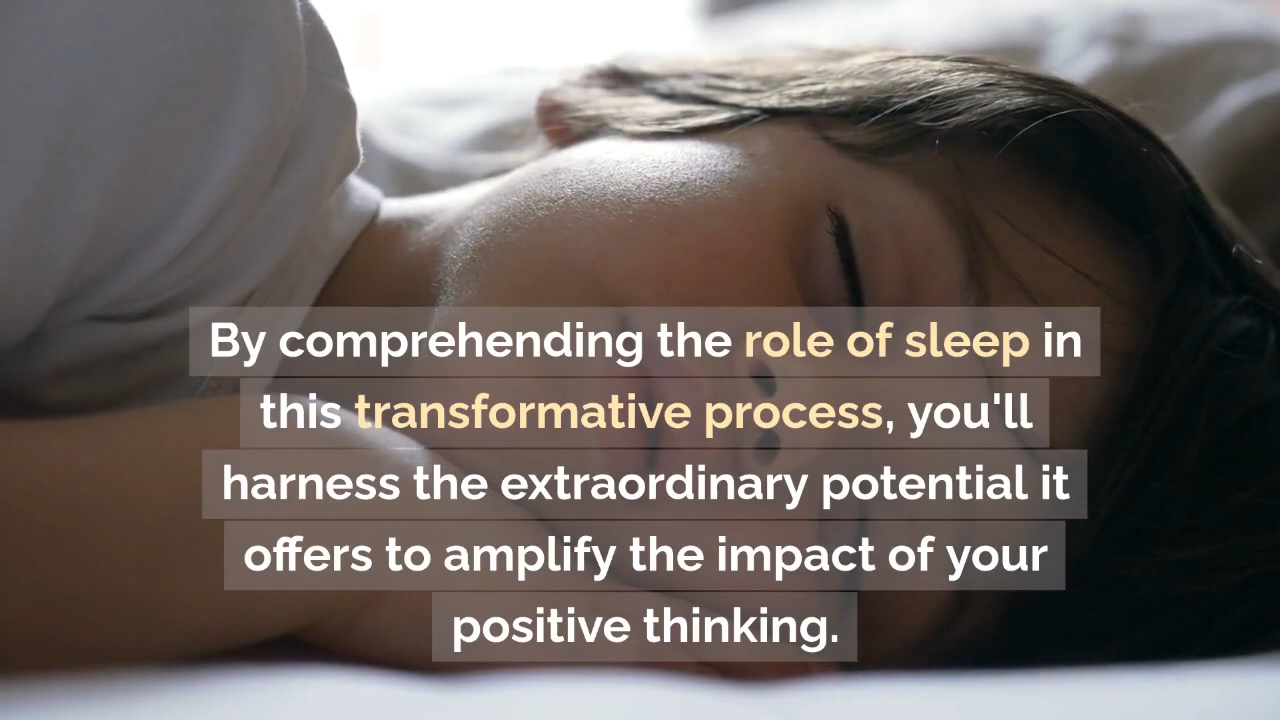 By comprehending the role of sleep in
this transformative process, you'll
harness the extraordinary potential it
offers to amplify the impact of your
positive thinking.